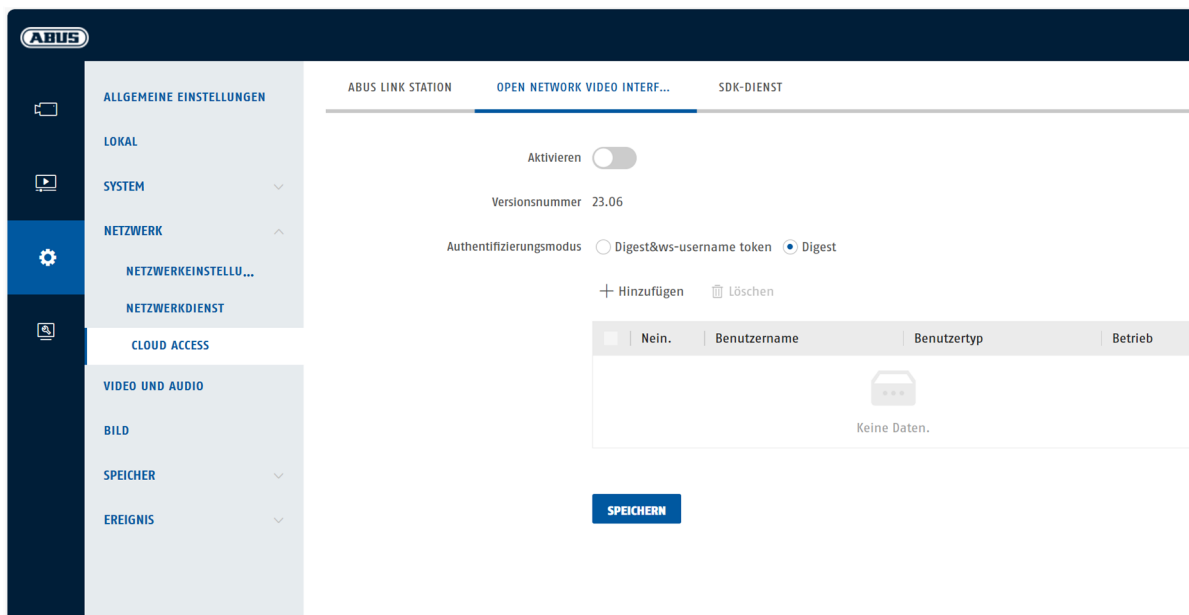 ABUS
ABUS LINK STATION OPEN NETWORK VIDEO INTERF... SDK-DIENST
ALLGEMEINE EINSTELLUNGEN
LOKAL
SYSTEM
NETZWERK
NETZWERKEINSTELLU...
NETZWERKDIENST
CLOUD ACCESS
VIDEO UND AUDIO
BILD
SPEICHER
EREIGNIS
Aktivieren
Versionsnummer 23.06
Authentifizierungsmodus Digest&ws-username token Digest
Hinzufügen Löschen
Nein. Benutzername Benutzertyp Betrieb
Keine Daten.
SPEICHERN